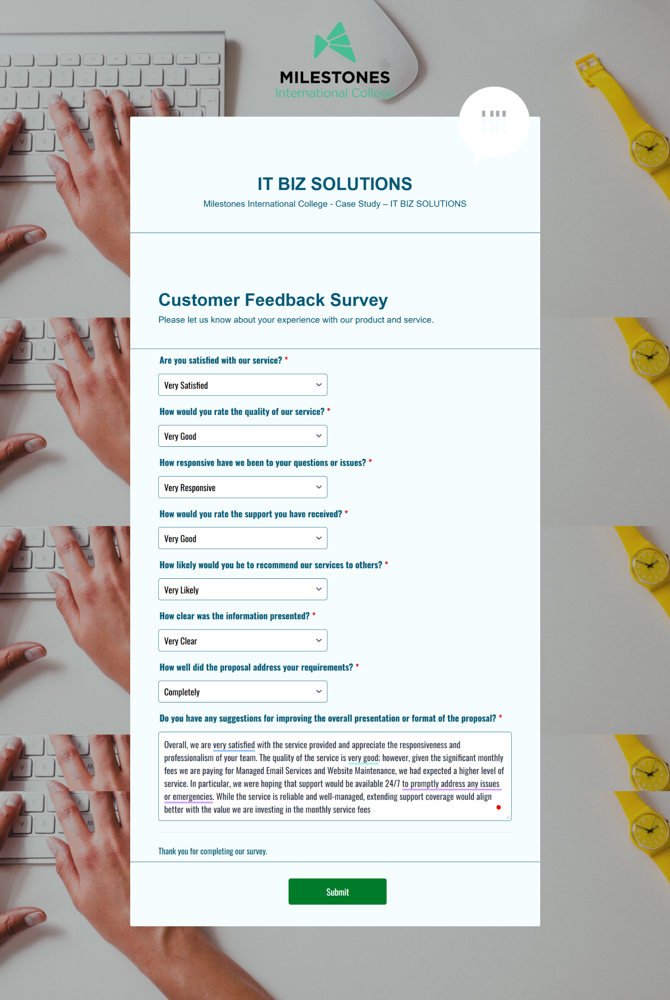 MILESTONES
International College
HI!
IT BIZ SOLUTIONS
Milestones International College - Case Study – IT BIZ SOLUTIONS
Customer Feedback Survey
Please let us know about your experience with our product and service.
Are you satisfied with our service? *
Very Satisfied
How would you rate the quality of our service? *
Very Good
How responsive have we been to your questions or issues? *
Very Responsive
How would you rate the support you have received? *
Very Good
How likely would you be to recommend our services to others? *
Very Likely
How clear was the information presented? *
Very Clear
How well did the proposal address your requirements? *
Completely
Do you have any suggestions for improving the overall presentation or format of the proposal? *
Overall, we are very satisfied with the service provided and appreciate the responsiveness and
professionalism of your team. The quality of the service is very good; however, given the significant monthly
fees we are paying for Managed Email Services and Website Maintenance, we had expected a higher level of
service. In particular, we were hoping that support would be available 24/7 to promptly address any issues
or emergencies. While the service is reliable and well-managed, extending support coverage would align
better with the value we are investing in the monthly service fees
Thank you for completing our survey.
Submit